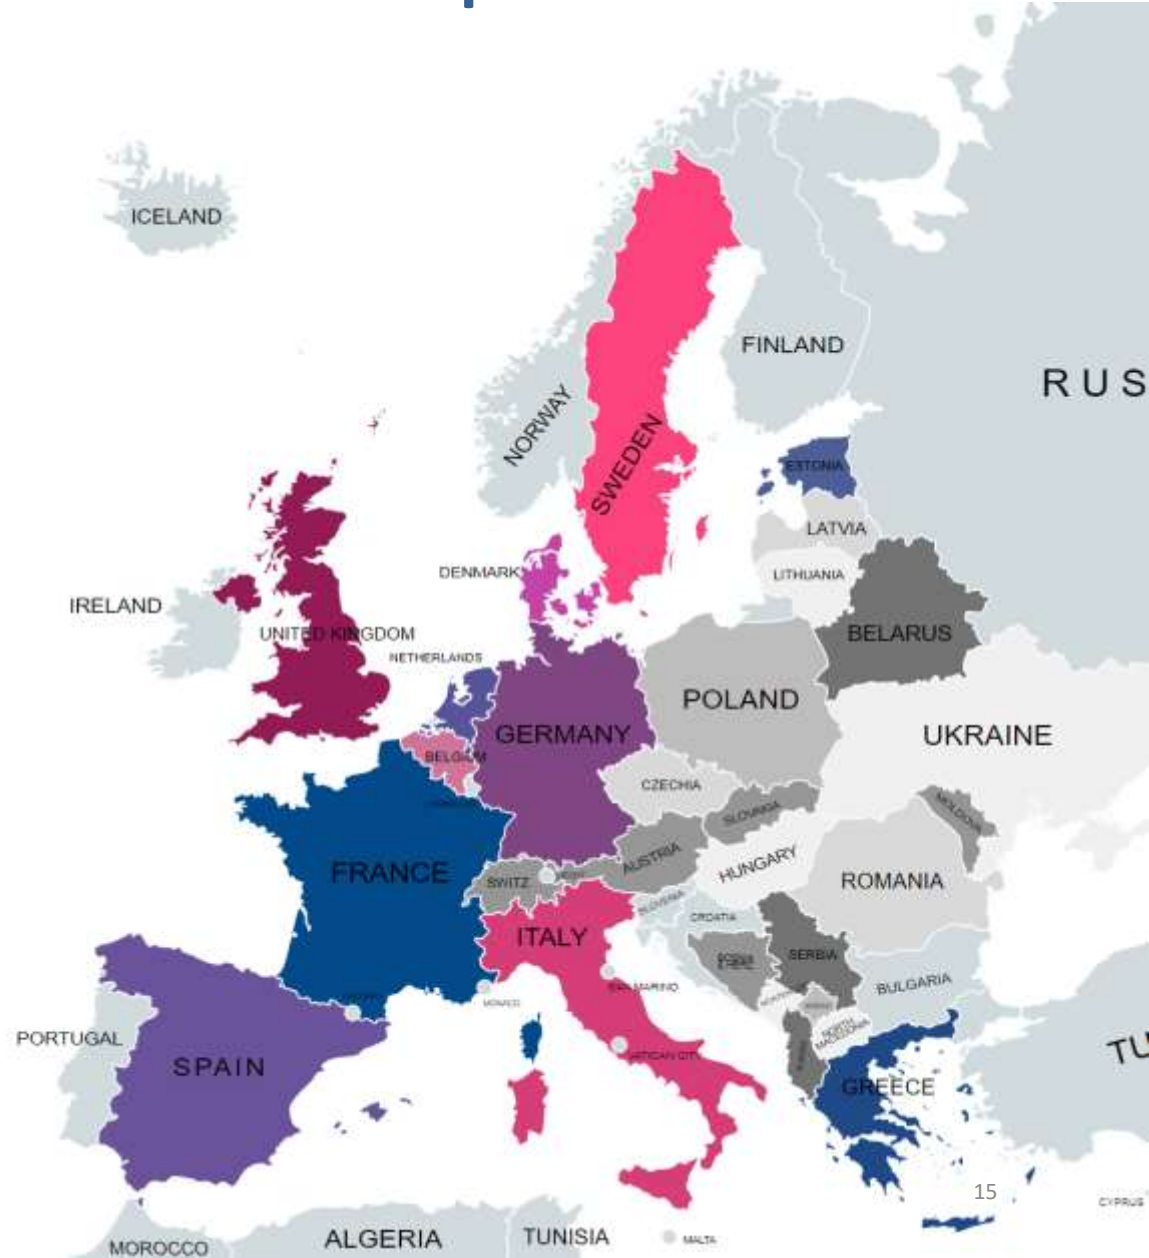 ICELAND
FINLAND
RUS
NORWAY
SWEDEN
ESTONIA
LATVIA
DENMARK
LITHUANIA
IRELAND
UNITED KINGDOM
BELARUS
NETHERLANDS
POLAND
GERMANY
UKRAINE
BELGIUM
CZECHIA
MOLDOVA
AUSTRIA
HUNGARY
FRANCE
SWITZ
ROMANIA
SLOVENIA
CROATIA
ITALY
SERBIA
BULGARIA
SAN MARINO
MONACO
PORTUGAL
NORTH
MACEDONIA
TU
VATICAN CITY
SPAIN
GREECE
15
CYPRUS
MOROCCO
ALGERIA
TUNISIA
MALTA